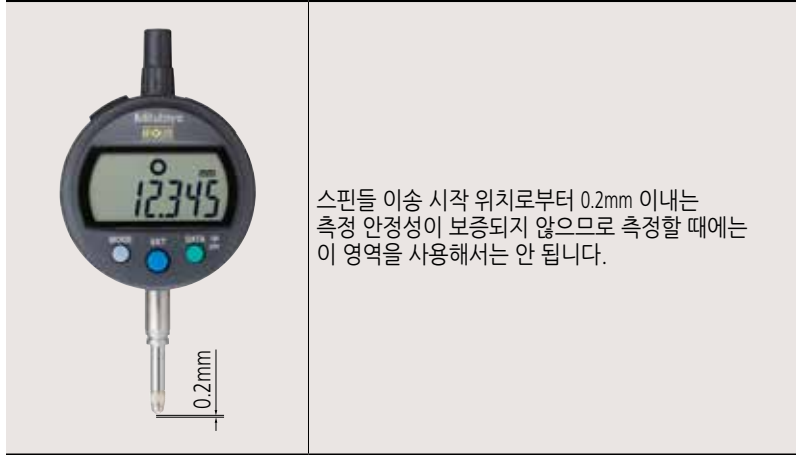 Mitutoyo
12.345
mm
MODE SET DATA
0.2mm
스핀들 이송 시작 위치로부터 0.2mm 이내는
측정 안정성이 보증되지 않으므로 측정할 때에는
이 영역을 사용해서는 안 됩니다.